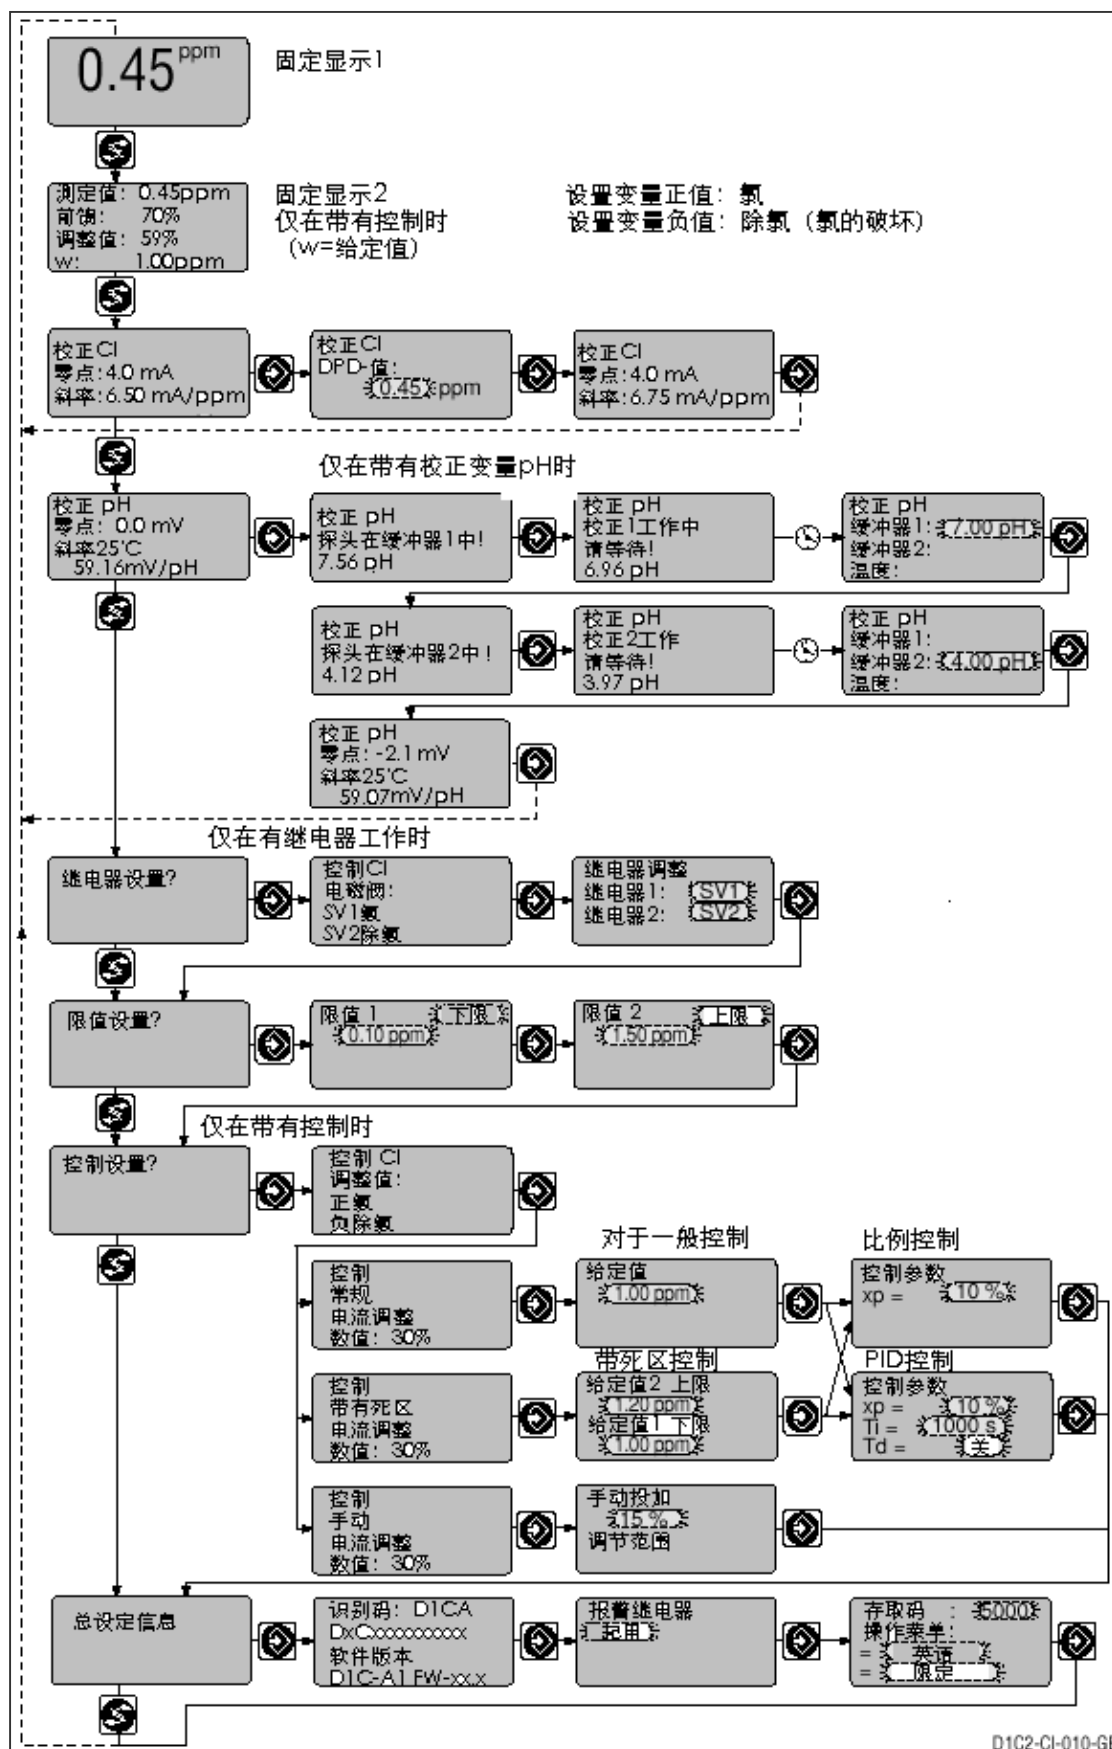 0.45 ppm
固定显示1
测定值: 0.45ppm
前馈: 70%
调整值: 59%
w: 1.00ppm
固定显示2
仅在带有控制时
(w=给定值)
设置变量正值: 氯
设置变量负值: 除氯 (氯的破坏)
校正CI
零点:4.0 mA
斜率:6.50 mA/ppm
校正CI
DPD-值:
0.45 ppm
校正CI
零点:4.0 mA
斜率:6.75 mA/ppm
仅在带有校正变量pH时
校正 pH
零点: 0.0 mV
斜率25°C
59.16mV/pH
校正 pH
探头在缓冲器1中!
7.56 pH
校正 pH
校正1工作中
请等待!
6.96 pH
校正 pH
缓冲器1: 7.00 pH
缓冲器2:
温度:
校正 pH
探头在缓冲器2中!
4.12 pH
校正 pH
校正2工作
请等待!
3.97 pH
校正 pH
缓冲器1:
缓冲器2: 4.00 pH
温度:
校正 pH
零点: -2.1 mV
斜率25°C
59.07mV/pH
仅在有继电器工作时
继电器设置?
控制CI
电磁阀:
SV1氯
SV2除氯
继电器调整
继电器1: SV1
继电器2: SV2
限值设置?
限值 1 下限
0.10 ppm
限值 2 上限
1.50 ppm
仅在带有控制时
控制设置?
控制 CI
调整值:
正氯
负除氯
对于一般控制
比例控制
控制
常规
电流调整
数值: 30%
给定值
1.00 ppm
控制参数
xp = 10 %
带死区控制
PID控制
控制
带有死区
电流调整
数值: 30%
给定值2 上限
1.20 ppm
给定值1 下限
1.00 ppm
控制参数
xp = 10 %
Ti = 1000 s
Td = 关
控制
手动
电流调整
数值: 30%
手动投加
15 %
调节范围
总设定信息
识别码: D1CA
DxCxxxxxxxxxx
软件版本
D1C-A1 FW-xx.x
报警继电器
起用
存取码 : 5000
操作菜单:
= 英语
= 限定
D1C2-CI-010-G